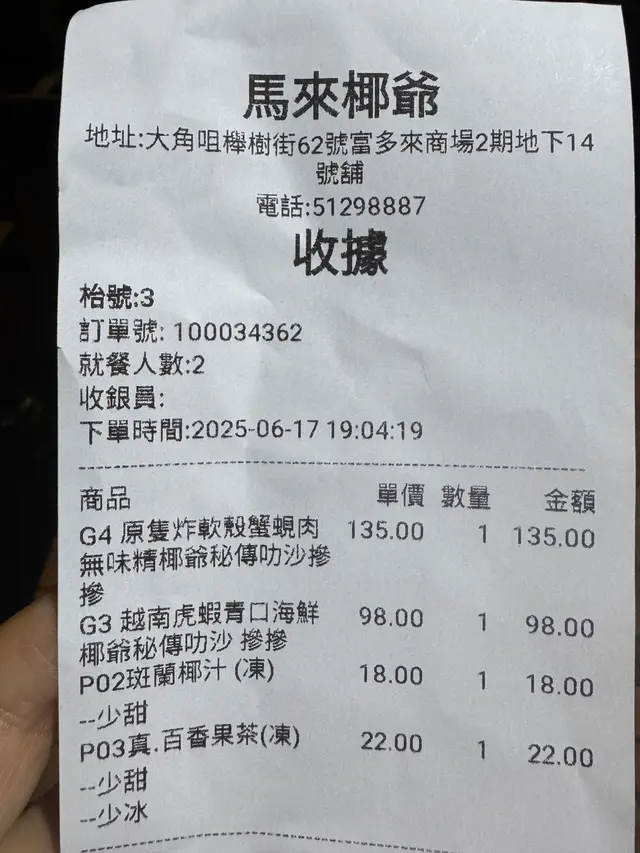 馬來椰爺
地址:大角咀櫸樹街62號富多來商場2期地下14
號舖
電話:51298887
收據
枱號:3
訂單號: 100034362
就餐人數:2
收銀員:
下單時間:2025-06-17 19:04:19
商品 單價 數量 金額
G4 原隻炸軟殼蟹蜆肉 135.00 1 135.00
無味精椰爺秘傳叻沙摻
摻
G3 越南虎蝦青口海鮮 98.00 1 98.00
椰爺秘傳叻沙 摻摻
P02斑蘭椰汁 (凍) 18.00 1 18.00
--少甜
P03真.百香果茶(凍) 22.00 1 22.00
--少甜
--少冰